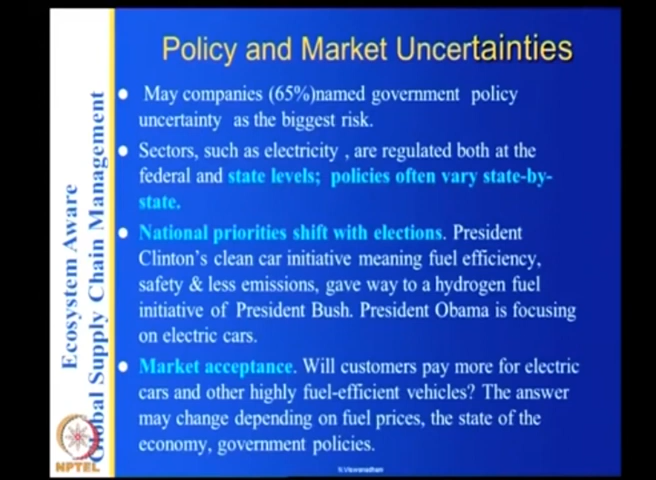 Policy and Market Uncertainties
May companies (65%)named government policy
uncertainty as the biggest risk.
Sectors, such as electricity , are regulated both at the
federal and state levels; policies often vary state-by-
state.
National priorities shift with elections. President
Clinton's clean car initiative meaning fuel efficiency,
safety & less emissions, gave way to a hydrogen fuel
initiative of President Bush. President Obama is focusing
on electric cars.
Market acceptance. Will customers pay more for electric
cars and other highly fuel-efficient vehicles? The answer
may change depending on fuel prices, the state of the
economy, government policies.
Ecosystem Aware
Global Supply Chain Management
NPTEL
N.Viswanadham